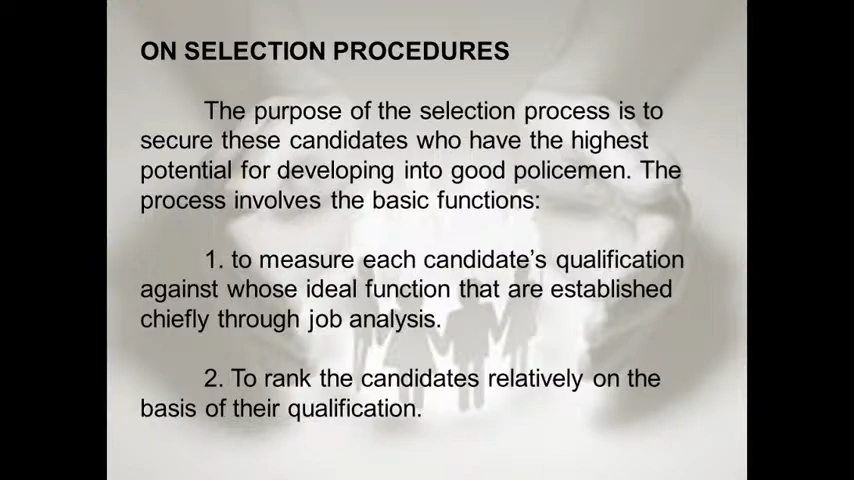 ON SELECTION PROCEDURES
The purpose of the selection process is to
secure these candidates who have the highest
potential for developing into good policemen. The
process involves the basic functions:
1. to measure each candidate’s qualification
against whose ideal function that are established
chiefly through job analysis.
2. To rank the candidates relatively on the
basis of their qualification.